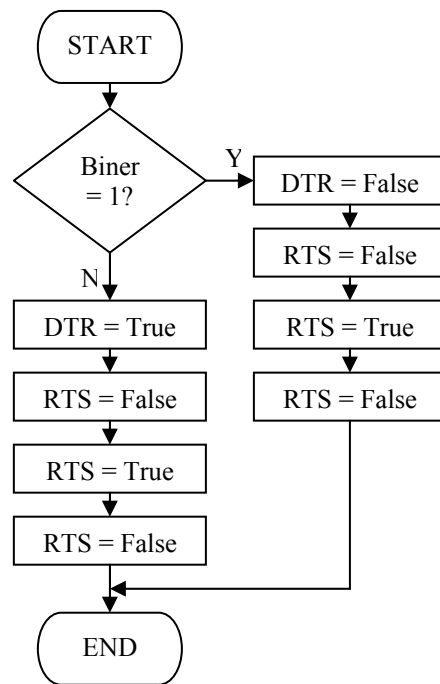 START
Biner
= 1?
Y
DTR = False
RTS = False
RTS = True
RTS = False
N
DTR = True
RTS = False
RTS = True
RTS = False
END